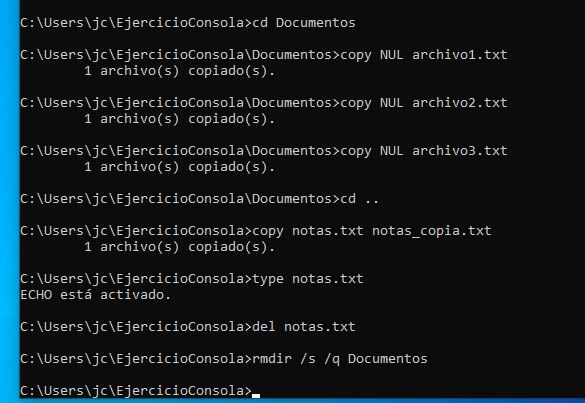 C:\Users\jc\EjercicioConsola>cd Documentos
C:\Users\jc\EjercicioConsola\Documentos>copy NUL archivo1.txt
1 archivo(s) copiado(s).
C:\Users\jc\EjercicioConsola\Documentos>copy NUL archivo2.txt
1 archivo(s) copiado(s).
C:\Users\jc\EjercicioConsola\Documentos>copy NUL archivo3.txt
1 archivo(s) copiado(s).
C:\Users\jc\EjercicioConsola\Documentos>cd ..
C:\Users\jc\EjercicioConsola>copy notas.txt notas_copia.txt
1 archivo(s) copiado(s).
C:\Users\jc\EjercicioConsola>type notas.txt
ECHO está activado.
C:\Users\jc\EjercicioConsola>del notas.txt
C:\Users\jc\EjercicioConsola>rmdir /s /q Documentos
C:\Users\jc\EjercicioConsola>